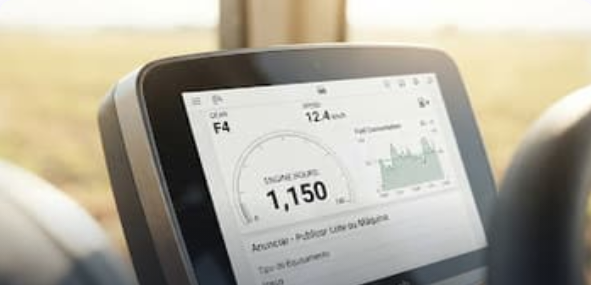 GEAR
F4
SPEED
12.4 km/h
Fuel Consumption
ENGINE HOURS
1,150
Anunciar - Publicar Lote ou Máquina
Tipo do Equipamento